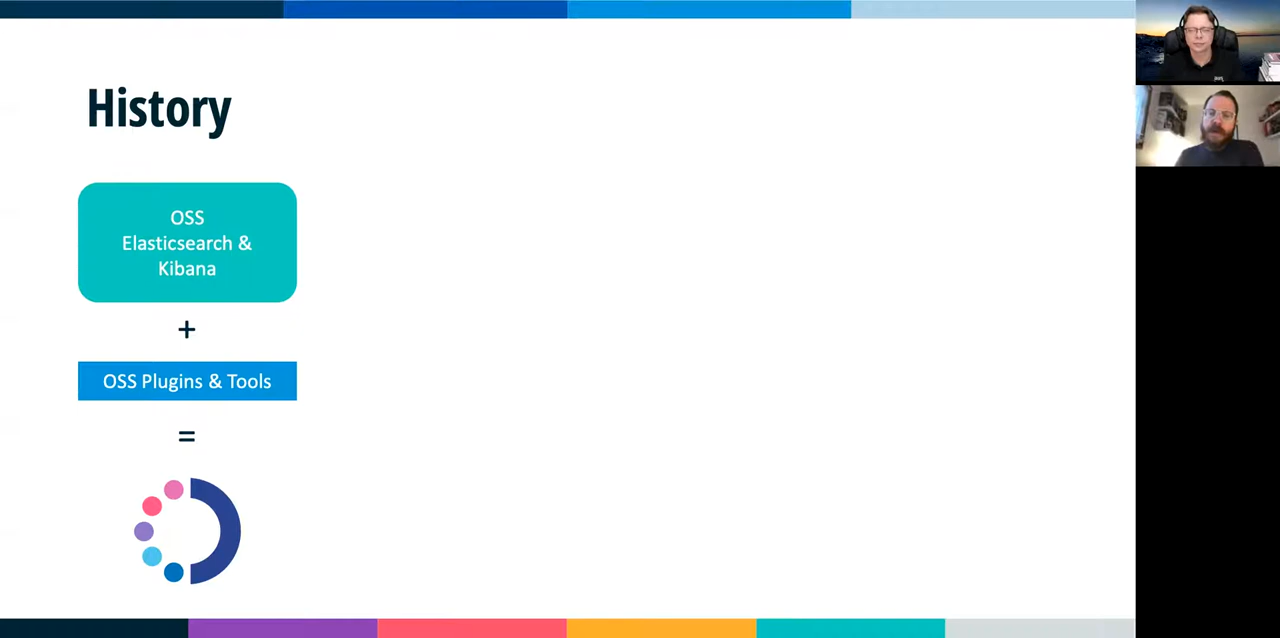 History
OSS
Elasticsearch &
Kibana
+
OSS Plugins & Tools
=